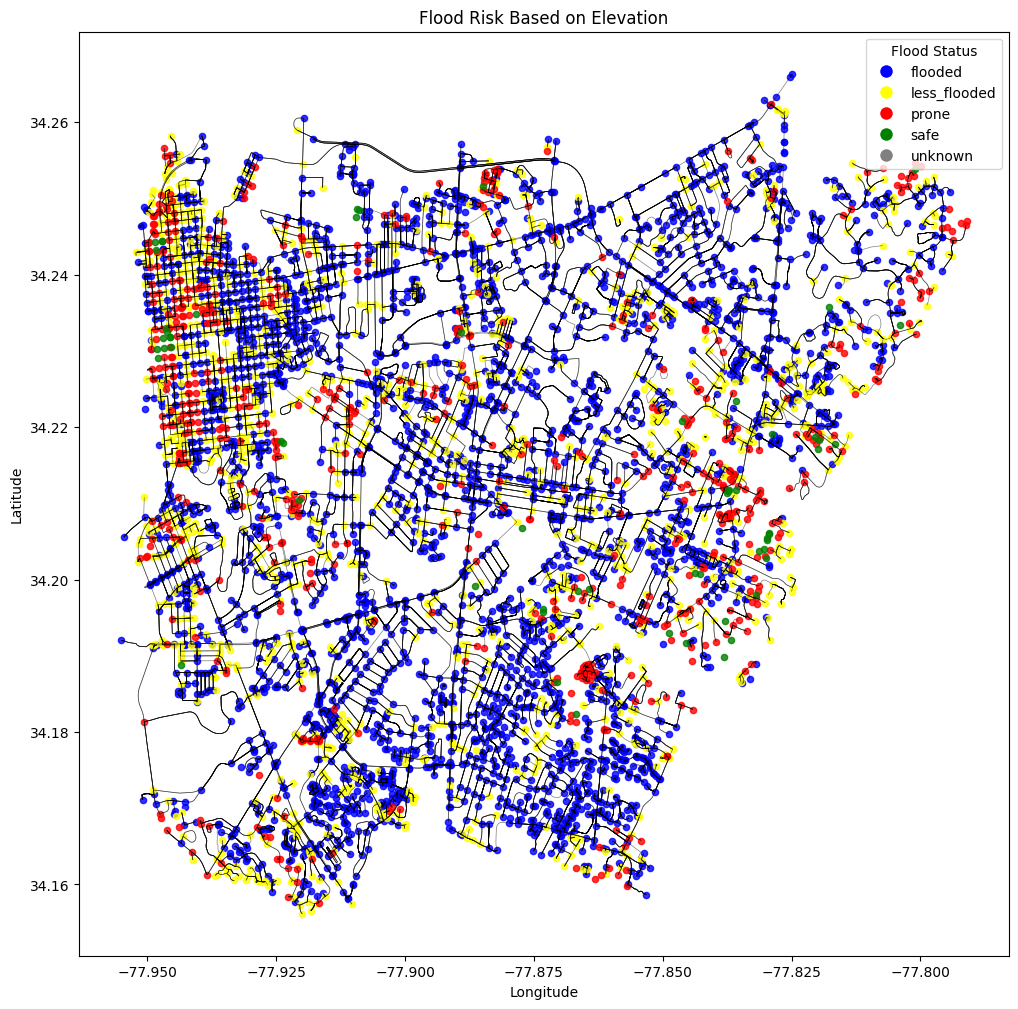 Flood Risk Based on Elevation
Flood Status
flooded
less_flooded
prone
safe
unknown
34.26
34.24
34.22
34.20
34.18
34.16
Latitude
−77.950
−77.925
−77.900
−77.875
−77.850
−77.825
−77.800
Longitude